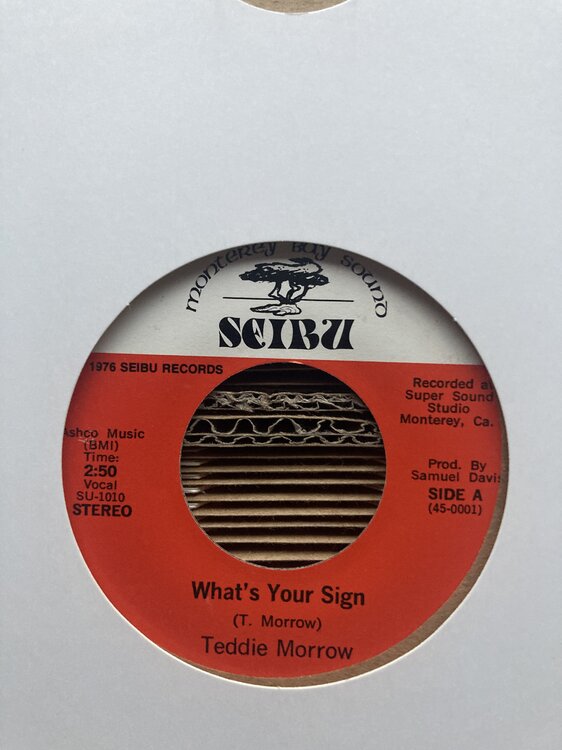 Monterey Bay Sound
SEIBU
1976 SEIBU RECORDS
Ashco Music
(BMI)
Time:
2:50
Vocal
SU-1010
STEREO
Recorded at
Super Sound
Studio
Monterey, Ca.
Prod. By
Samuel Davis
SIDE A
(45-0001)
What's Your Sign
(T. Morrow)
Teddie Morrow